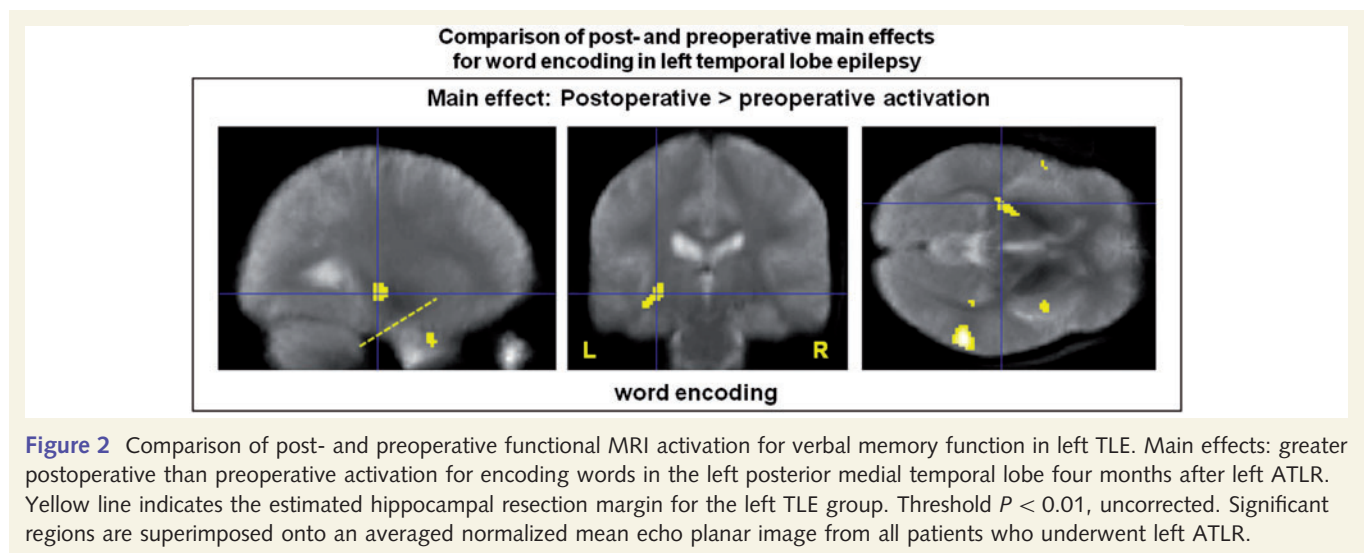 Comparison of post- and preoperative main effects
for word encoding in left temporal lobe epilepsy
Main effect: Postoperative > preoperative activation
L
R
word encoding
Figure 2 Comparison of post- and preoperative functional MRI activation for verbal memory function in left TLE. Main effects: greater
postoperative than preoperative activation for encoding words in the left posterior medial temporal lobe four months after left ATLR.
Yellow line indicates the estimated hippocampal resection margin for the left TLE group. Threshold P < 0.01, uncorrected. Significant
regions are superimposed onto an averaged normalized mean echo planar image from all patients who underwent left ATLR.